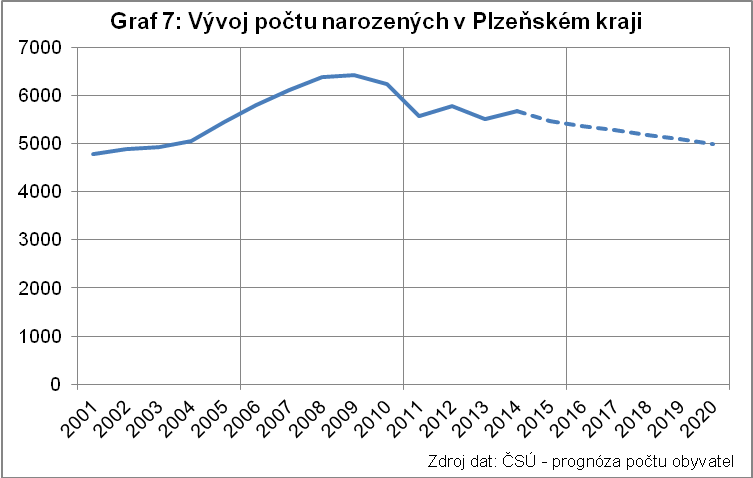 Graf 7: Vývoj počtu narozených v Plzeňském kraji
7000
6000
5000
4000
3000
2000
1000
0
2001 2002 2003 2004 2005 2006 2007 2008 2009 2010 2011 2012 2013 2014 2015 2016 2017 2018 2019 2020
Zdroj dat: ČSÚ - prognóza počtu obyvatel